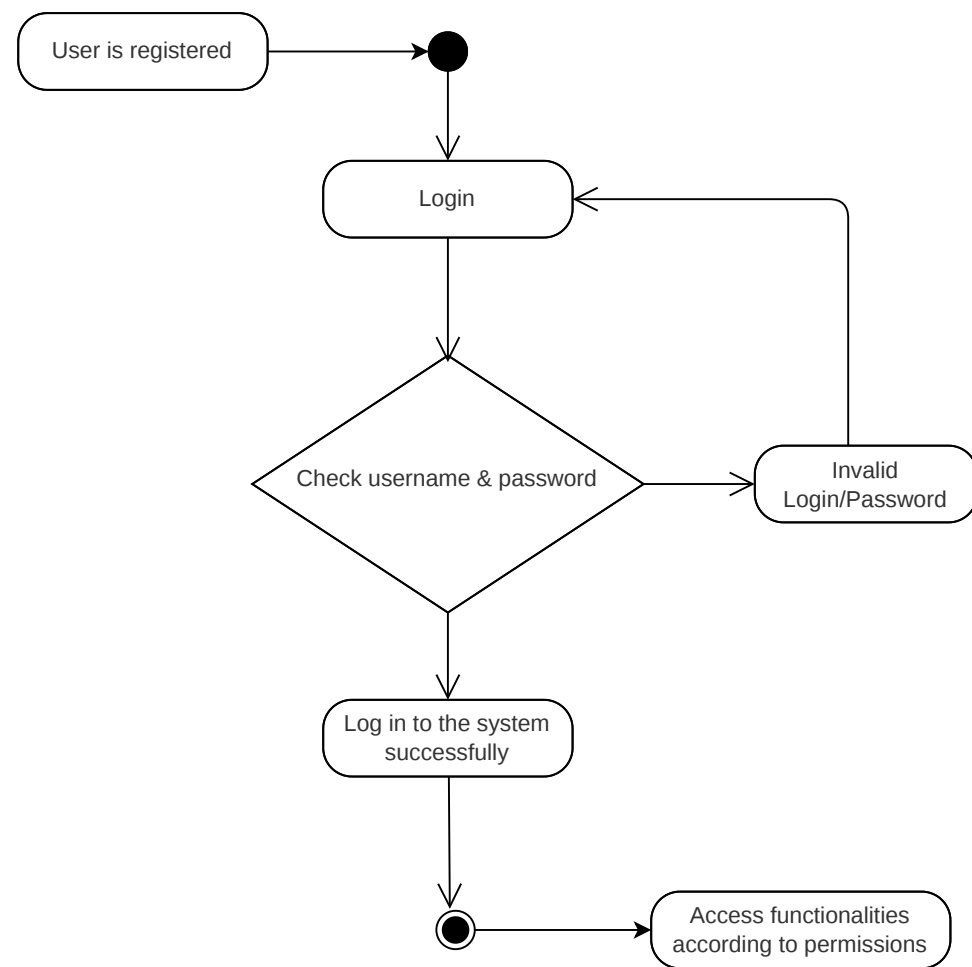 User is registered
Login
Check username & password
Invalid
Login/Password
Log in to the system
successfully
Access functionalities
according to permissions